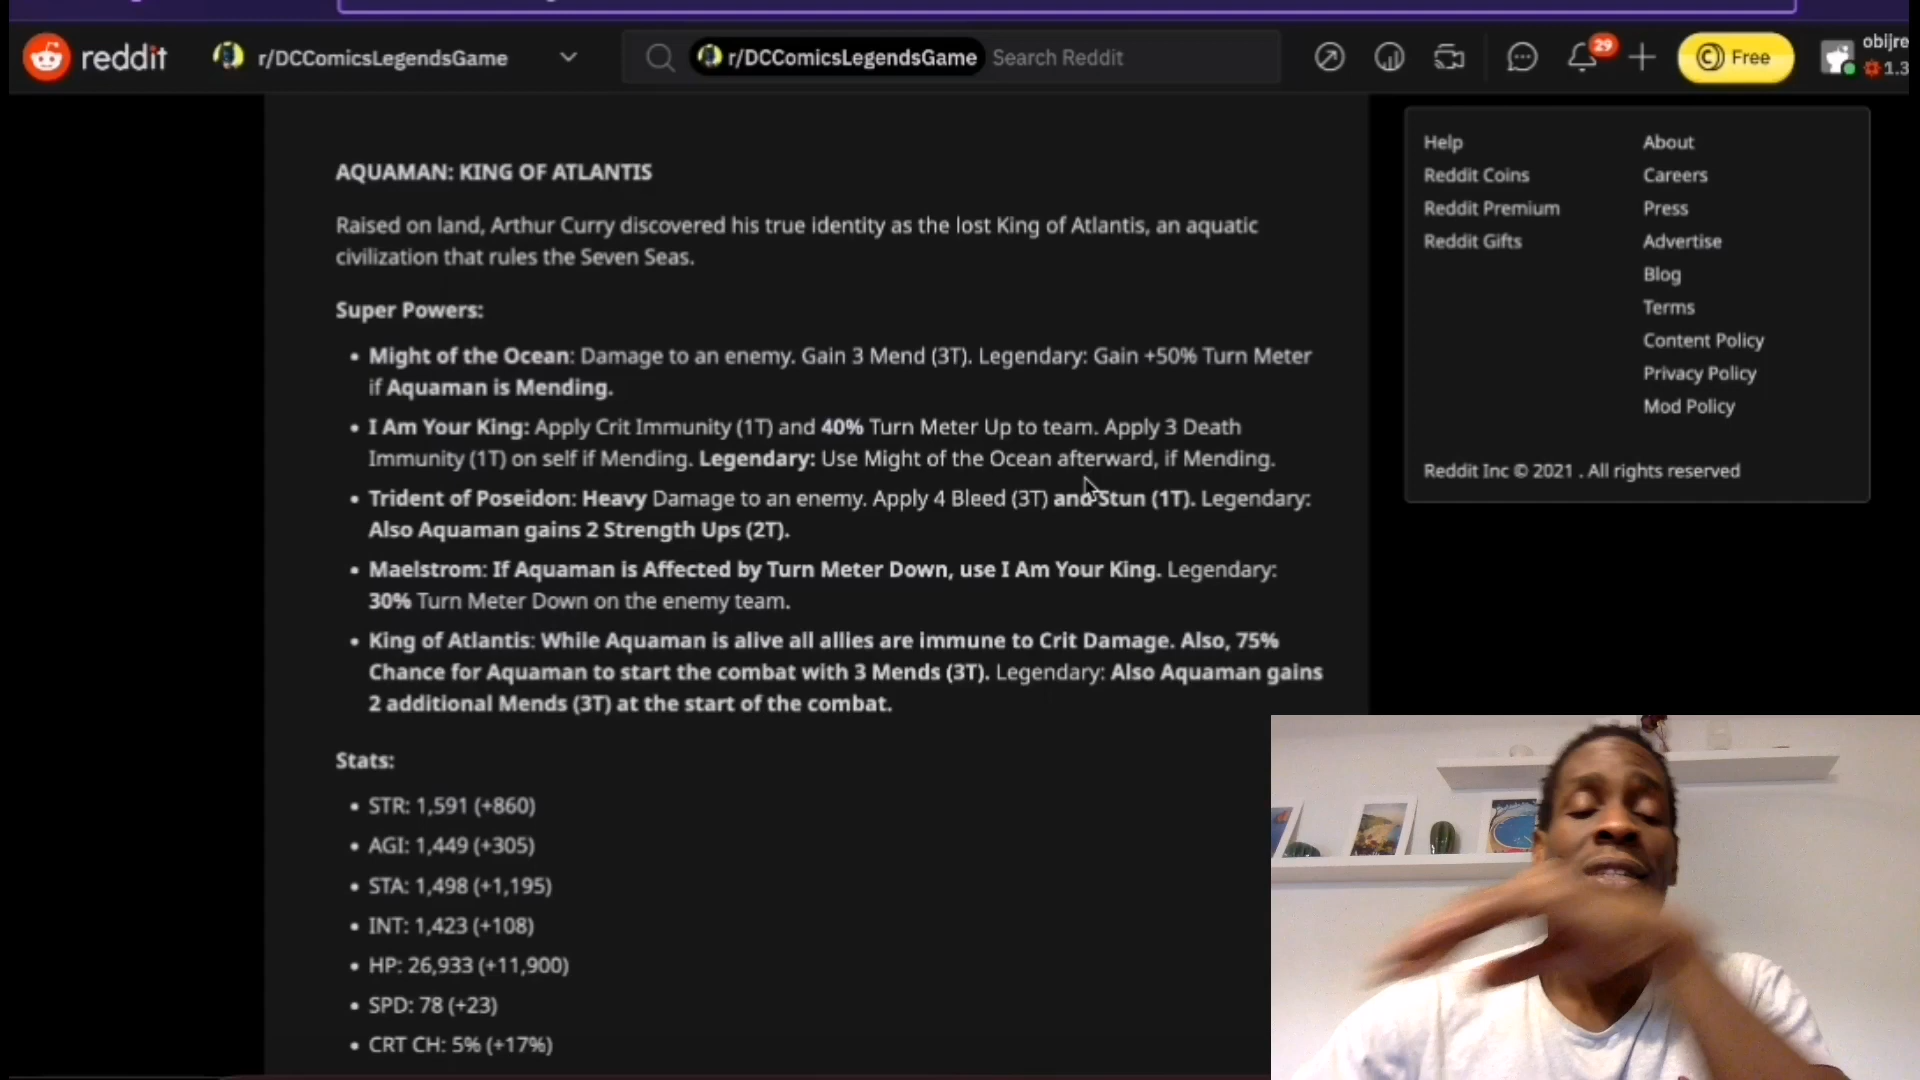 reddit
r/DCComicsLegendsGame
r/DCComicsLegendsGame Search Reddit
29
Free
obijre
1.3
AQUAMAN: KING OF ATLANTIS
Raised on land, Arthur Curry discovered his true identity as the lost King of Atlantis, an aquatic
civilization that rules the Seven Seas.
Super Powers:
• Might of the Ocean: Damage to an enemy. Gain 3 Mend (3T). Legendary: Gain +50% Turn Meter
if Aquaman is Mending.
• I Am Your King: Apply Crit Immunity (1T) and 40% Turn Meter Up to team. Apply 3 Death
Immunity (1T) on self if Mending. Legendary: Use Might of the Ocean afterward, if Mending.
• Trident of Poseidon: Heavy Damage to an enemy. Apply 4 Bleed (3T) and Stun (1T). Legendary:
Also Aquaman gains 2 Strength Ups (2T).
• Maelstrom: If Aquaman is Affected by Turn Meter Down, use I Am Your King. Legendary:
30% Turn Meter Down on the enemy team.
• King of Atlantis: While Aquaman is alive all allies are immune to Crit Damage. Also, 75%
Chance for Aquaman to start the combat with 3 Mends (3T). Legendary: Also Aquaman gains
2 additional Mends (3T) at the start of the combat.
Stats:
• STR: 1,591 (+860)
• AGI: 1,449 (+305)
• STA: 1,498 (+1,195)
• INT: 1,423 (+108)
• HP: 26,933 (+11,900)
• SPD: 78 (+23)
• CRT CH: 5% (+17%)
Help
Reddit Coins
Reddit Premium
Reddit Gifts
About
Careers
Press
Advertise
Blog
Terms
Content Policy
Privacy Policy
Mod Policy
Reddit Inc © 2021 . All rights reserved